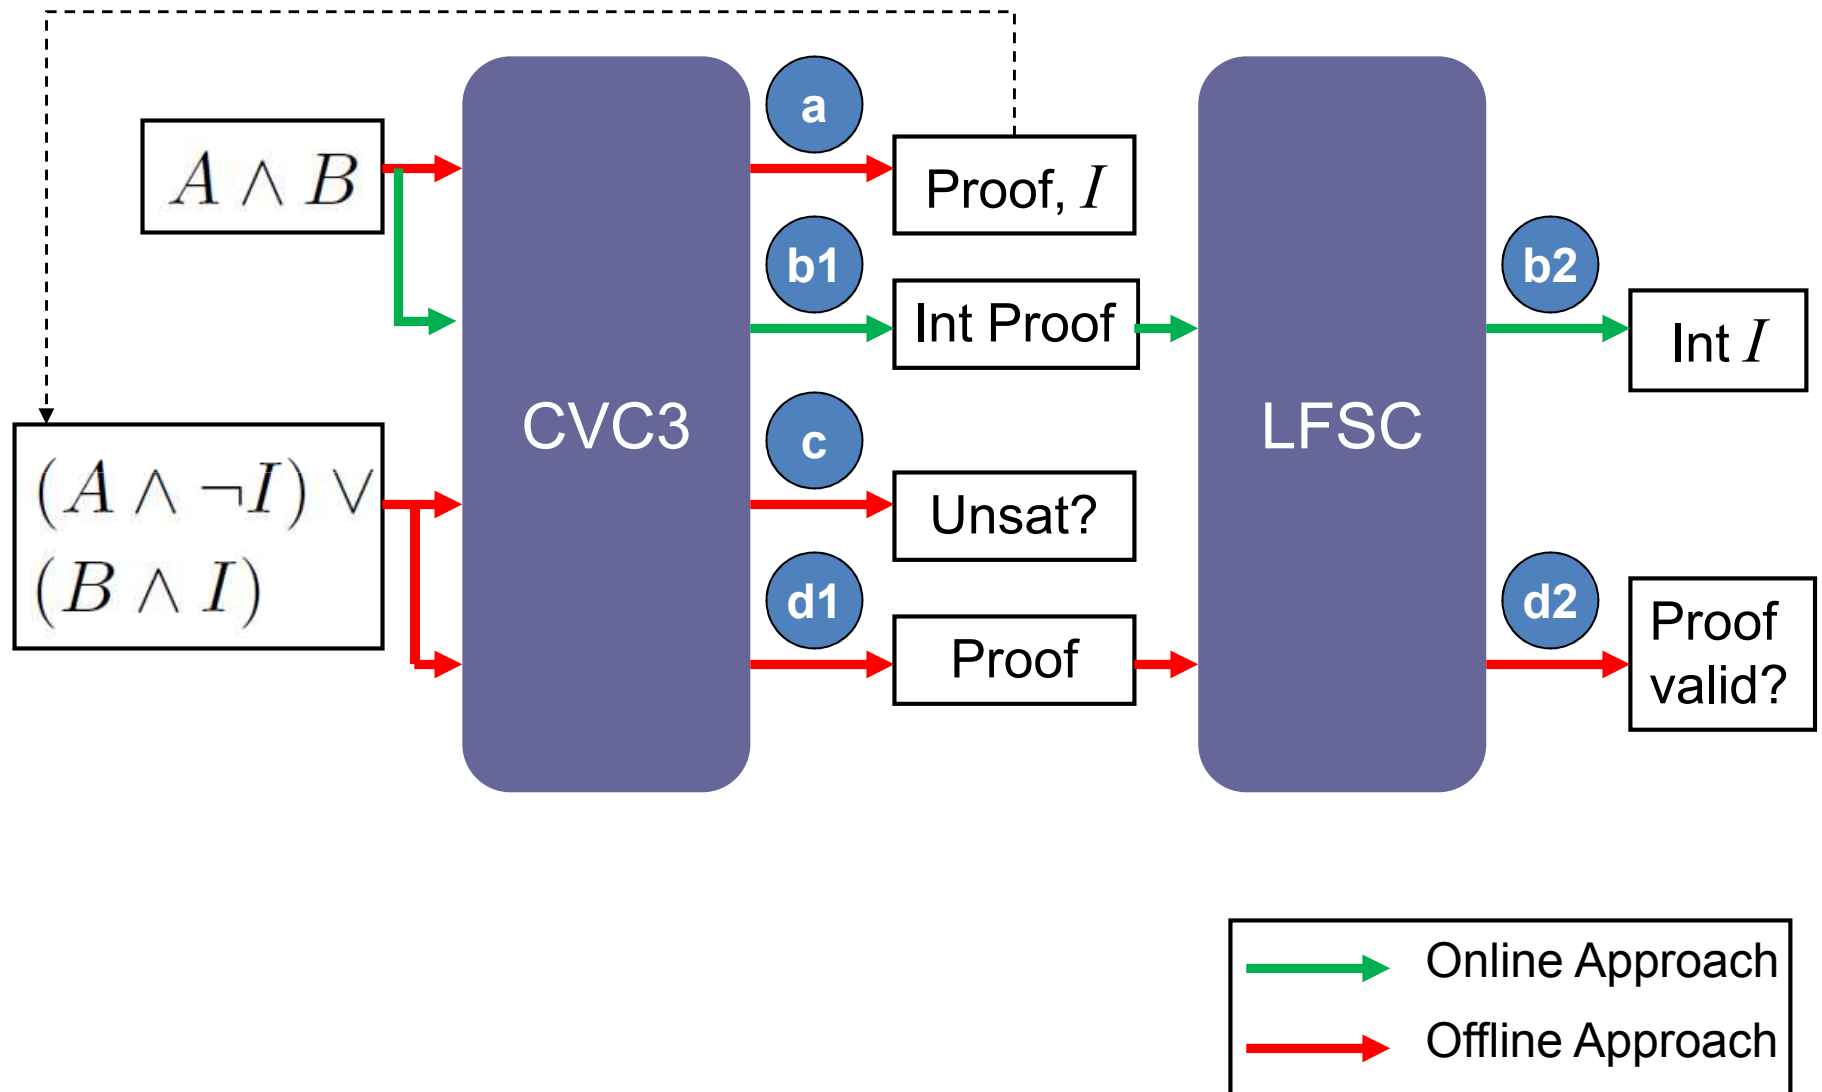 A ∧ B
CVC3
a
Proof, I
b1
Int Proof
LFSC
b2
Int I
(A ∧ ¬I) ∨
(B ∧ I)
c
Unsat?
d1
Proof
d2
Proof
valid?
Online Approach
Offline Approach